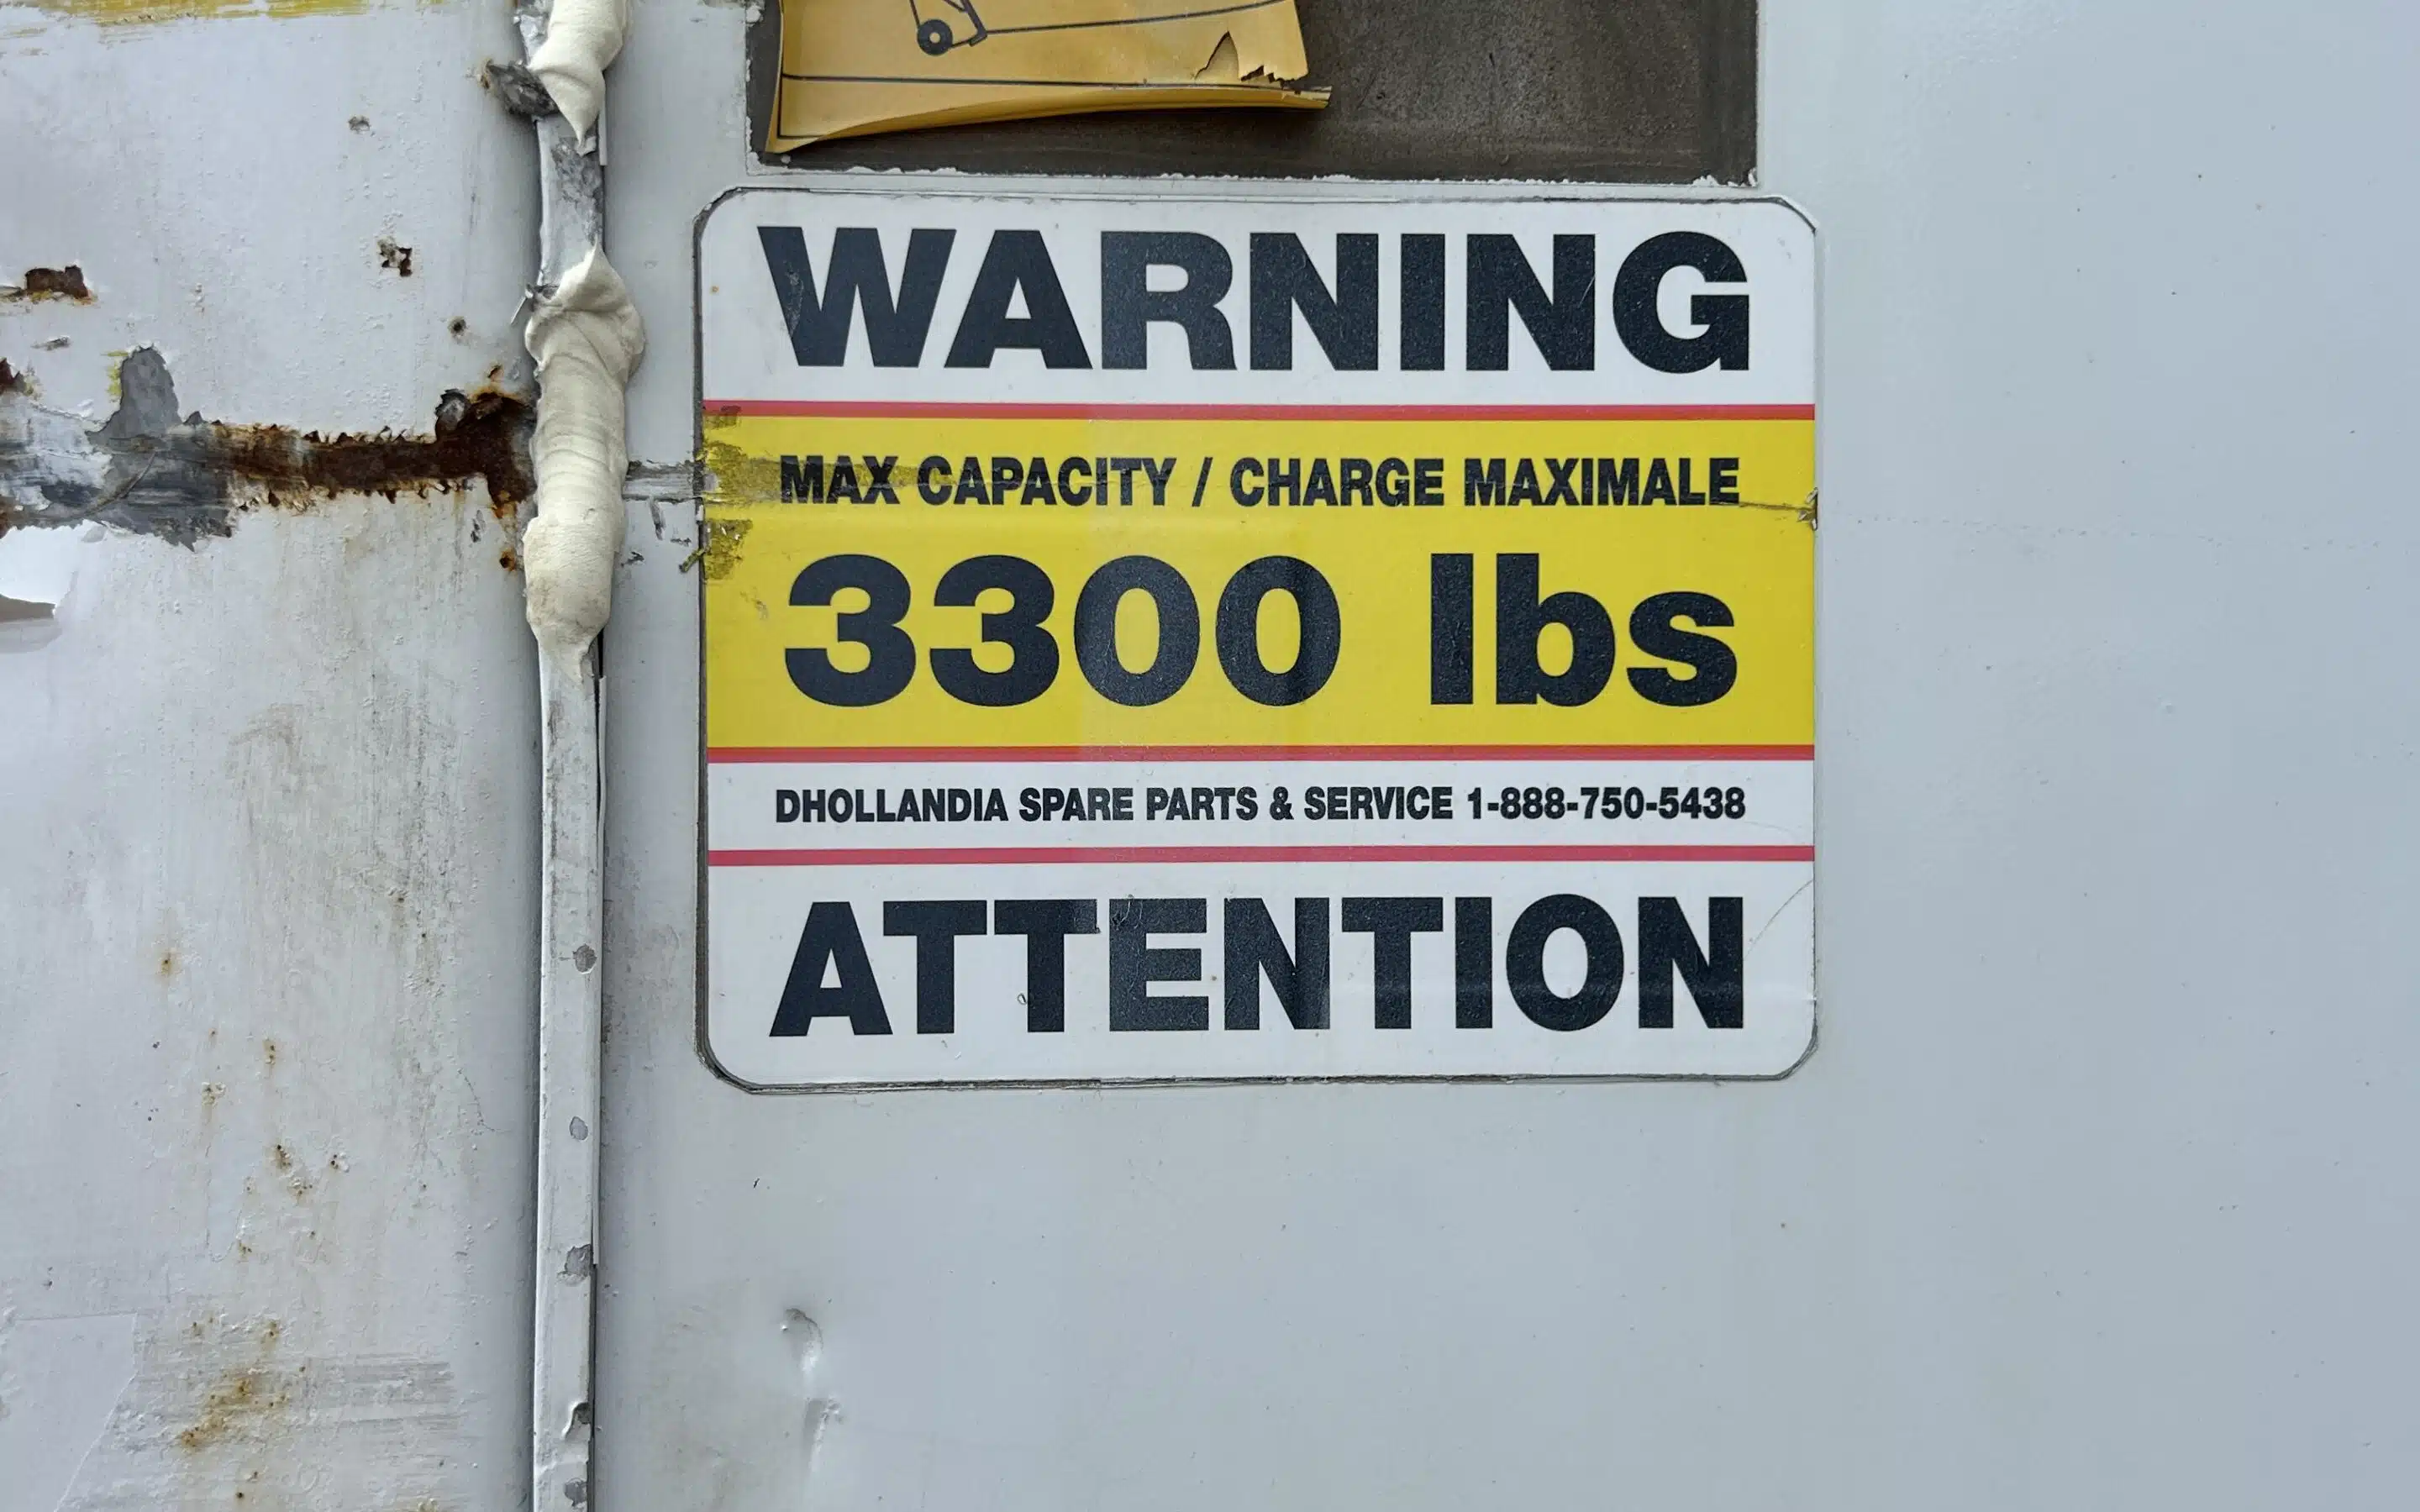 WARNING
MAX CAPACITY / CHARGE MAXIMALE
3300 lbs
DHOLLANDIA SPARE PARTS & SERVICE 1-888-750-5438
ATTENTION